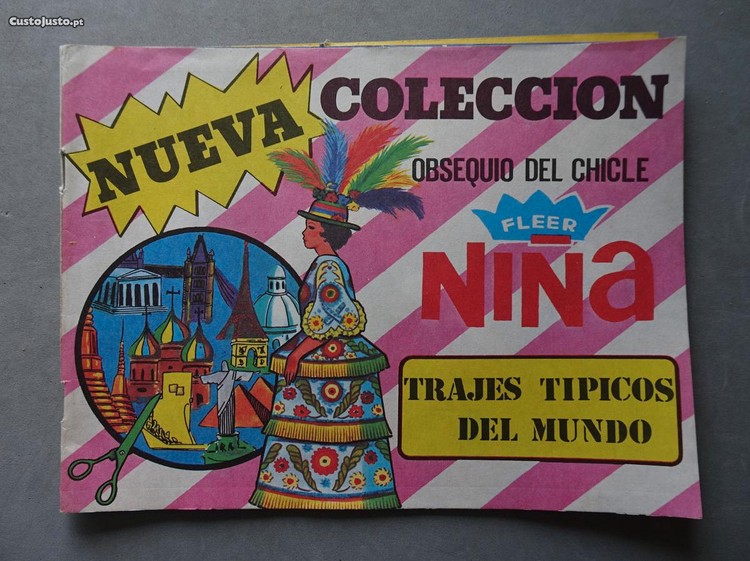 CustoJusto.pt
NUEVA
COLECCION
OBSEQUIO DEL CHICLE
FLEER
NIÑa
TRAJES TIPICOS
DEL MUNDO